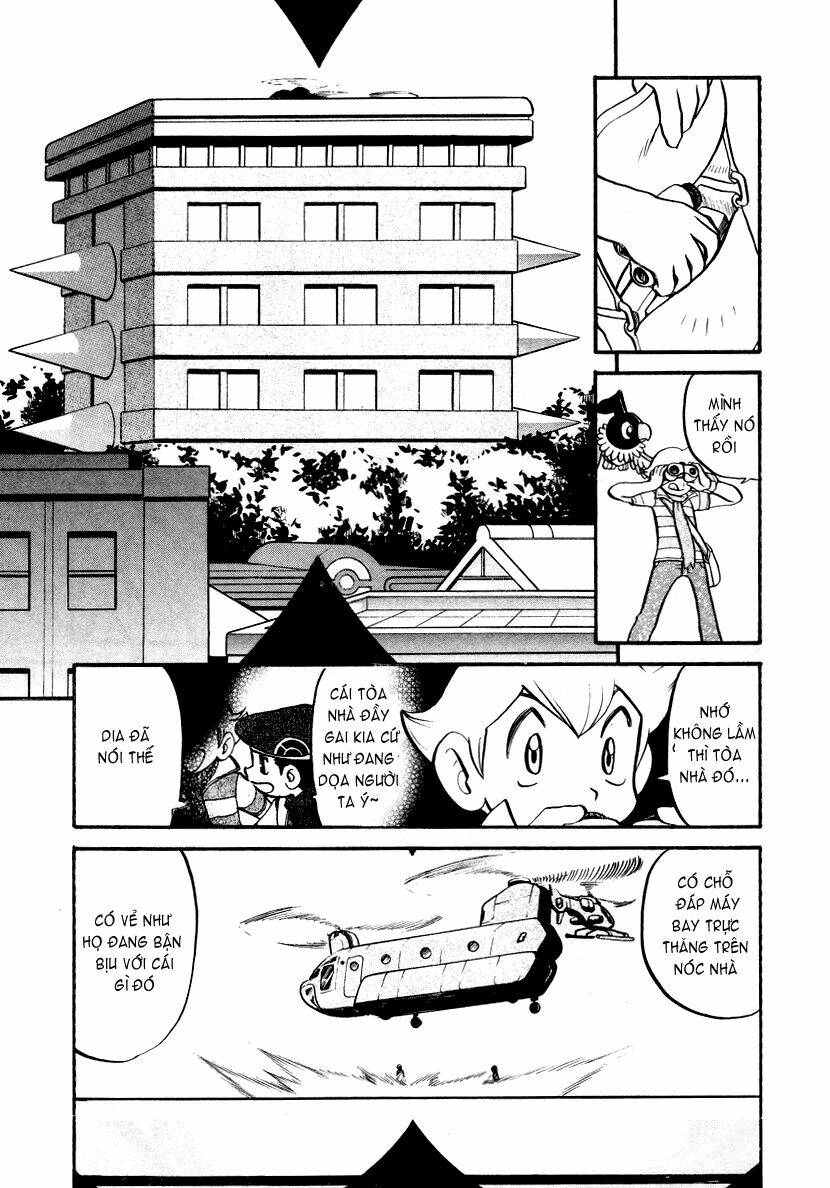 MÌNH
THẤY NÓ
RỒI
NHỚ
KHÔNG LẦM
THÌ TÒA
NHÀ ĐÓ...
CÁI TÒA
NHÀ ĐẦY
GAI KIA CỨ
NHƯ ĐANG
DỌA NGƯỜI
TA Ý~
DIA ĐÃ
NÓI THẾ
CÓ CHỖ
ĐÁP MÁY
BAY TRỰC
THĂNG TRÊN
NÓC NHÀ
CÓ VẺ NHƯ
HỌ ĐANG BẬN
BỊU VỚI CÁI
GÌ ĐÓ